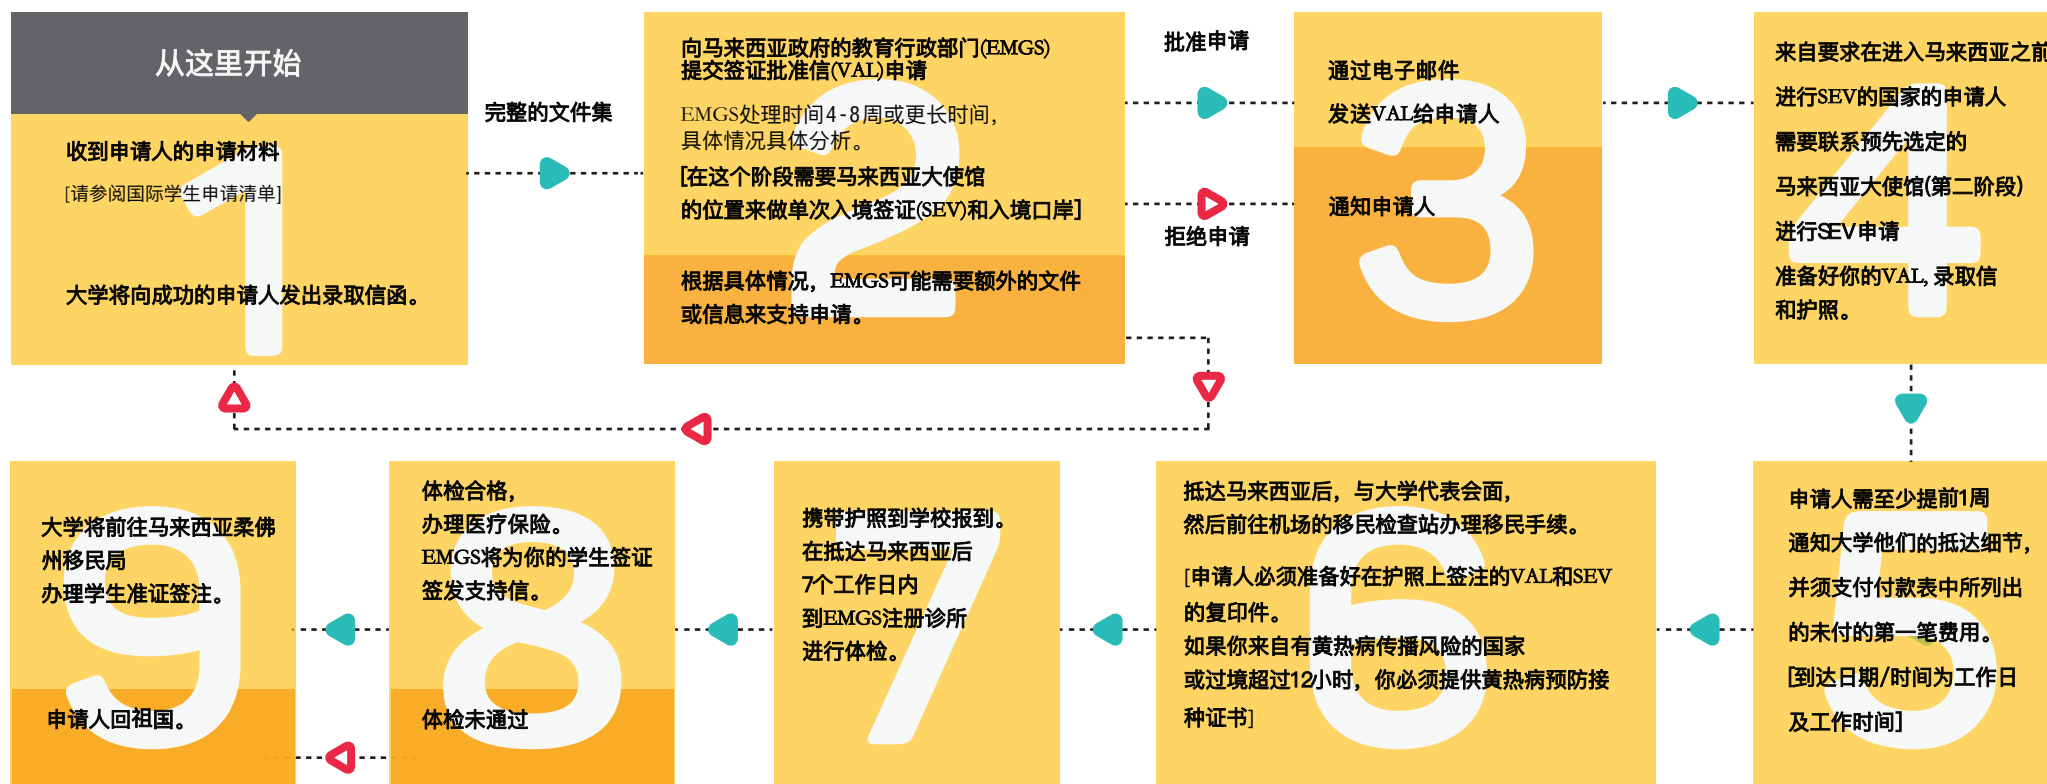 从这里开始
1
收到申请人的申请材料
[请参阅国际学生申请清单]
大学将向成功的申请人发出录取信函。
完整的文件集
2
向马来西亚政府的教育行政部门(EMGS)
提交签证批准信(VAL)申请
EMGS处理时间4-8周或更长时间，
具体情况具体分析。
[在这个阶段需要马来西亚大使馆
的位置来做单次入境签证(SEV)和入境口岸]
根据具体情况，EMGS可能需要额外的文件
或信息来支持申请。
批准申请
拒绝申请
3
通过电子邮件
发送VAL给申请人
通知申请人
4
来自要求在进入马来西亚之前
进行SEV的国家的申请人
需要联系预先选定的
马来西亚大使馆(第二阶段)
进行SEV申请
准备好你的VAL, 录取信
和护照。
5
申请人需至少提前1周
通知大学他们的抵达细节，
并须支付付款表中所列出
的未付的第一笔费用。
[到达日期/时间为工作日
及工作时间]
6
抵达马来西亚后，与大学代表会面，
然后前往机场的移民检查站办理移民手续。
[申请人必须准备好在护照上签注的VAL和SEV
的复印件。
如果你来自有黄热病传播风险的国家
或过境超过12小时，你必须提供黄热病预防接
种证书]
7
携带护照到学校报到。
在抵达马来西亚后
7个工作日内
到EMGS注册诊所
进行体检。
8
体检合格，
办理医疗保险。
EMGS将为你的学生签证
签发支持信。
体检未通过
9
大学将前往马来西亚柔佛
州移民局
办理学生准证签注。
申请人回祖国。